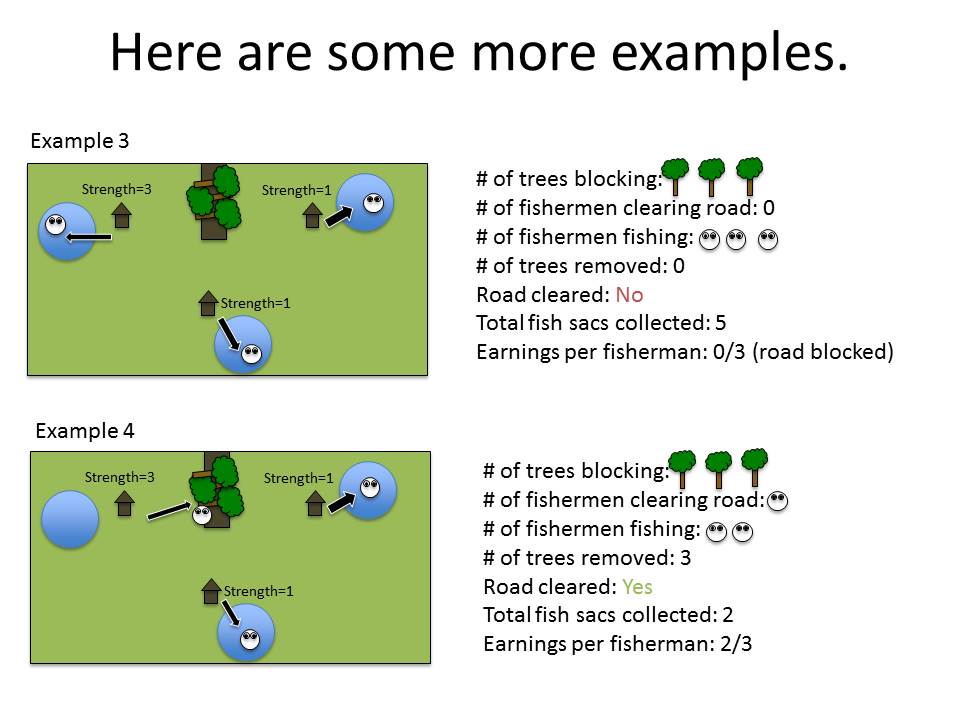 Here are some more examples.
Example 3
Strength=3
Strength=1
Strength=1
# of trees blocking:
# of fishermen clearing road: 0
# of fishermen fishing:
# of trees removed: 0
Road cleared: No
Total fish sacs collected: 5
Earnings per fisherman: 0/3 (road blocked)
Example 4
Strength=3
Strength=1
Strength=1
# of trees blocking:
# of fishermen clearing road:
# of fishermen fishing:
# of trees removed: 3
Road cleared: Yes
Total fish sacs collected: 2
Earnings per fisherman: 2/3